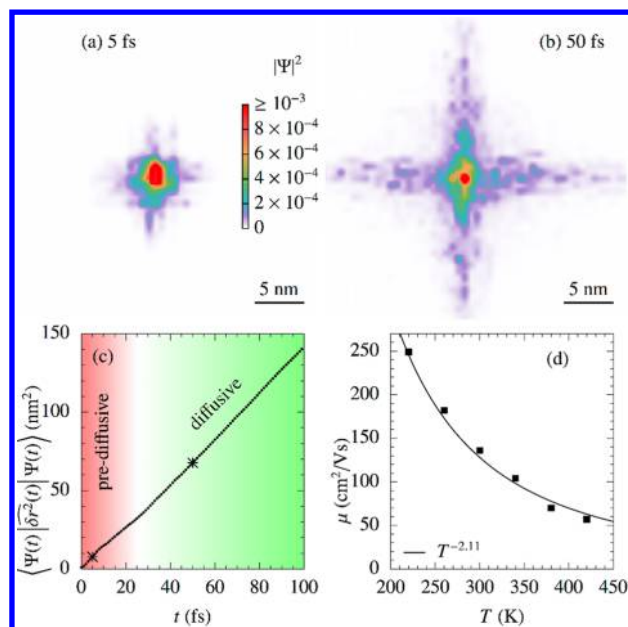 (a) 5 fs
(b) 50 fs
|Ψ|²
≥ 10⁻³
8 × 10⁻⁴
6 × 10⁻⁴
4 × 10⁻⁴
2 × 10⁻⁴
0
5 nm
5 nm
(c)
pre-diffusive
diffusive
⟨Ψ(t)|δr̂²(t)|Ψ(t)⟩ (nm²)
150
100
50
0
0 20 40 60 80 100
t (fs)
(d)
μ (cm²/Vs)
250
200
150
100
50
0
T⁻²·¹¹
200 250 300 350 400 450
T (K)